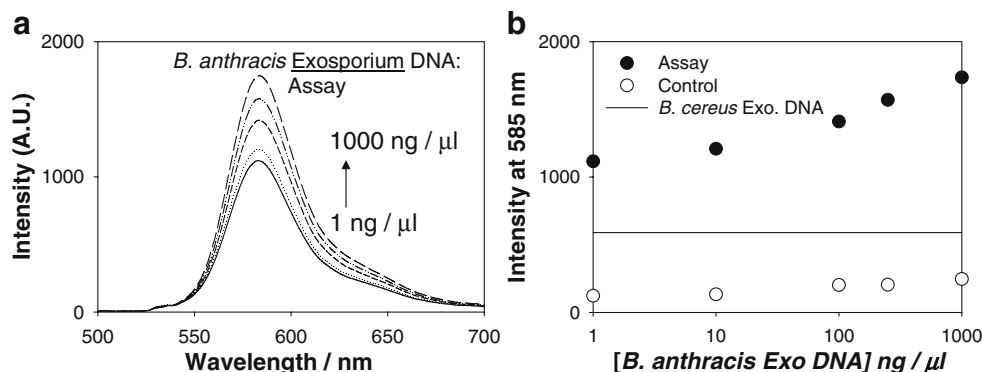 a
2000
1000
0
Intensity (A.U.)
B. anthracis Exosporium DNA:
Assay
1000 ng / μl
1 ng / μl
500 550 600 650 700
Wavelength / nm
b
2000
1000
0
Intensity at 585 nm
Assay
Control
B. cereus Exo. DNA
1 10 100 1000
[B. anthracis Exo DNA] ng / μl